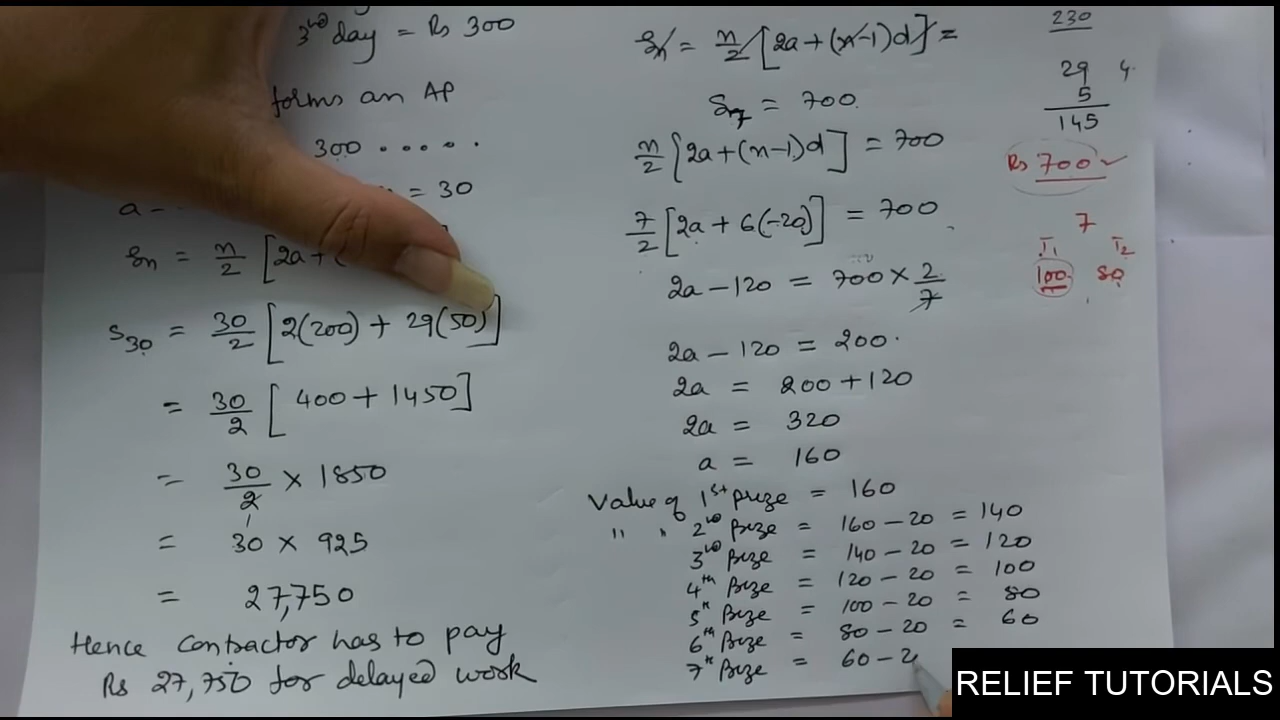 3rd day = Rs 300
forms an AP
300 . . . . .
a = 30
Sn = n/2 [2a + (
S30 = 30/2 [2(200) + 29(50)]
= 30/2 [400 + 1450]
= 30/2 × 1850
= 30 × 925
= 27,750
Hence contractor has to pay
Rs 27,750 for delayed work
Sn = n/2 [2a + (n-1)d] =
S7 = 700
n/2 [2a + (n-1)d] = 700
7/2 [2a + 6(-20)] = 700
2a - 120 = 700 × 2/7
2a - 120 = 200.
2a = 200 + 120
2a = 320
a = 160
Value of 1st prize = 160
" " 2nd Prize = 160 - 20 = 140
3rd Prize = 140 - 20 = 120
4th Prize = 120 - 20 = 100
5th Prize = 100 - 20 = 80
6th Prize = 80 - 20 = 60
7th Prize = 60 - 2
230
29 4
5
145
Rs 700 ✓
7
T1 T2
100 80
RELIEF TUTORIALS